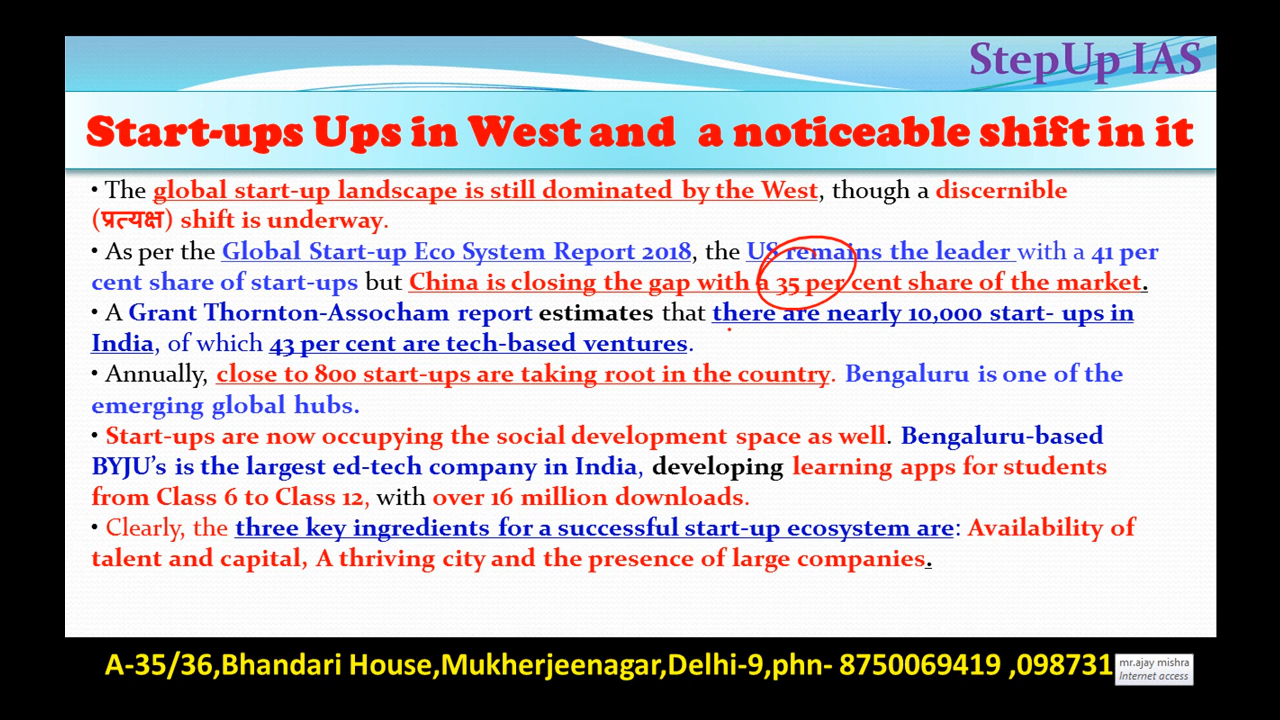 StepUp IAS
Start-ups Ups in West and a noticeable shift in it
• The global start-up landscape is still dominated by the West, though a discernible
(प्रत्यक्ष) shift is underway.
• As per the Global Start-up Eco System Report 2018, the US remains the leader with a 41 per
cent share of start-ups but China is closing the gap with a 35 per cent share of the market.
• A Grant Thornton-Assocham report estimates that there are nearly 10,000 start- ups in
India, of which 43 per cent are tech-based ventures.
• Annually, close to 800 start-ups are taking root in the country. Bengaluru is one of the
emerging global hubs.
• Start-ups are now occupying the social development space as well. Bengaluru-based
BYJU's is the largest ed-tech company in India, developing learning apps for students
from Class 6 to Class 12, with over 16 million downloads.
• Clearly, the three key ingredients for a successful start-up ecosystem are: Availability of
talent and capital, A thriving city and the presence of large companies.
A-35/36,Bhandari House,Mukherjeenagar,Delhi-9,phn- 8750069419 ,098731
mr.ajay mishra
Internet access